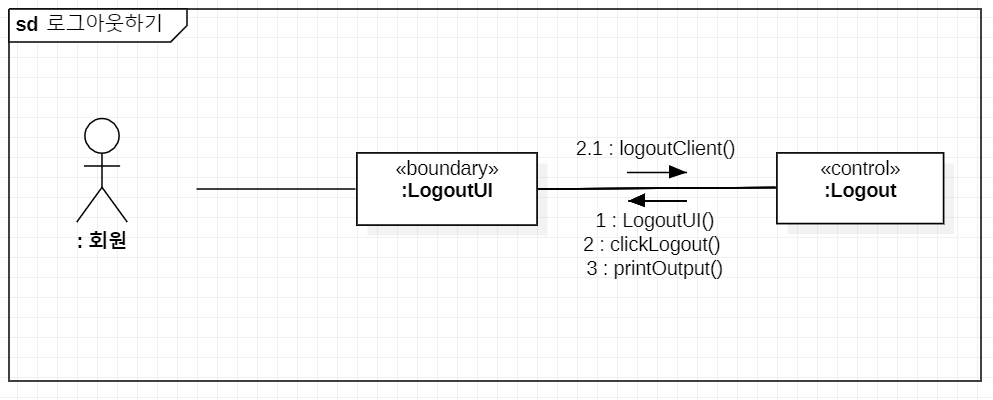 sd 로그아웃하기
2.1 : logoutClient()
«boundary»
:LogoutUI
«control»
:Logout
1 : LogoutUI()
2 : clickLogout()
3 : printOutput()
: 회원